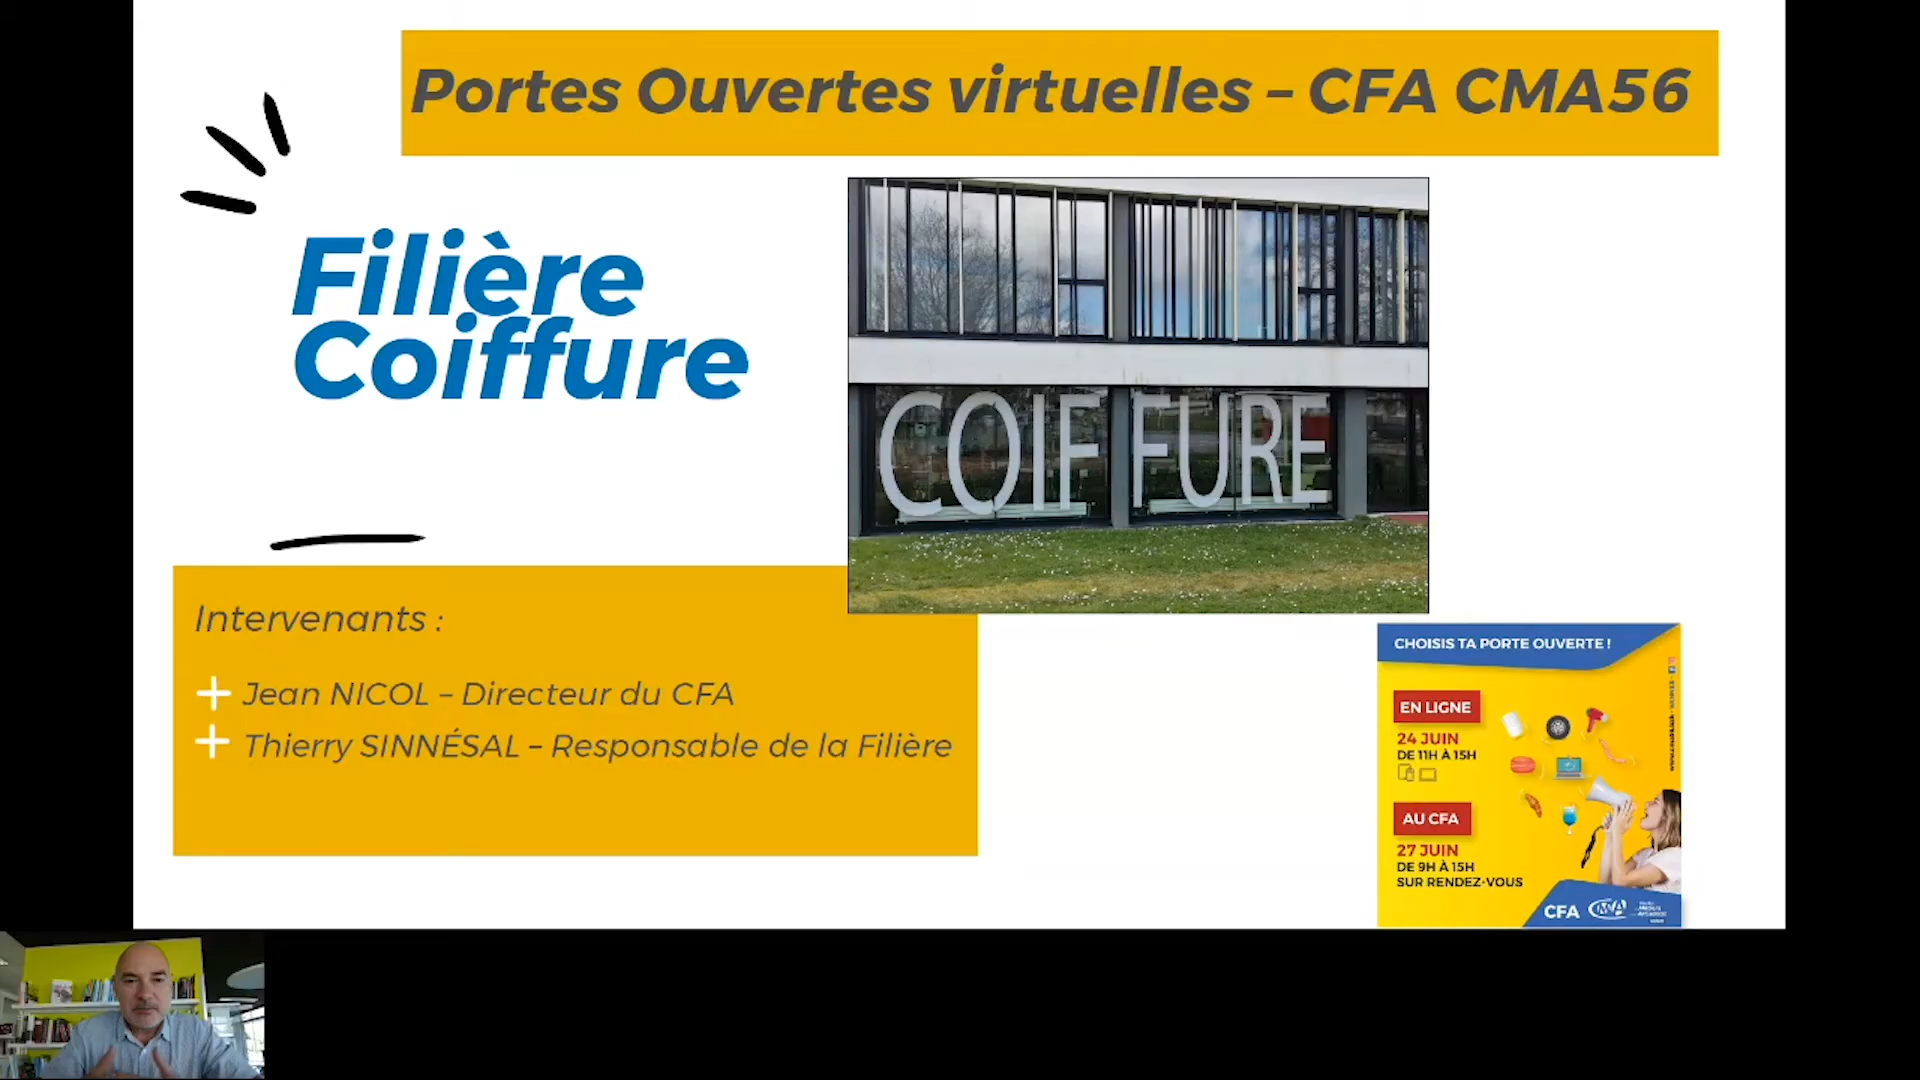 Portes Ouvertes virtuelles – CFA CMA56
Filière
Coiffure
COIFFURE
Intervenants :
Jean NICOL – Directeur du CFA
Thierry SINNÉSAL – Responsable de la Filière
CHOISIS TA PORTE OUVERTE !
EN LIGNE
24 JUIN
DE 11H À 15H
AU CFA
27 JUIN
DE 9H À 15H
SUR RENDEZ-VOUS
CFA CMA